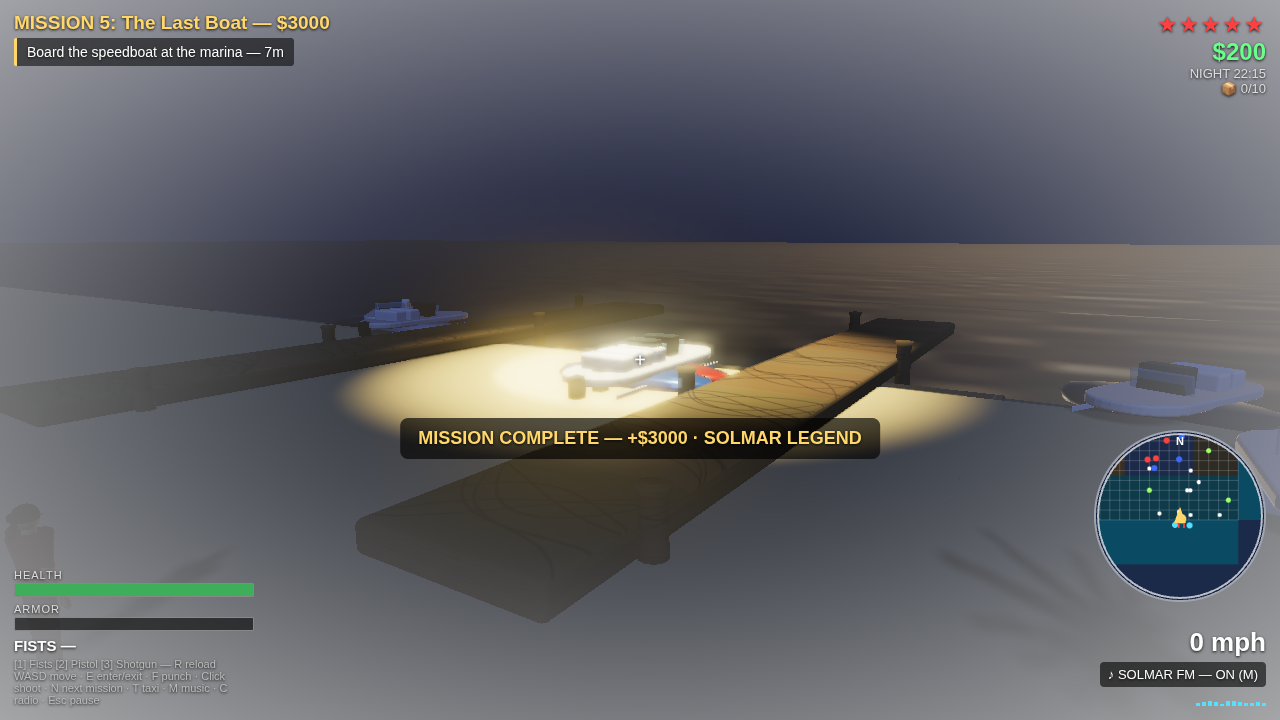 MISSION 5: The Last Boat — $3000
Board the speedboat at the marina — 7m
★★★★★
$200
NIGHT 22:15
📦 0/10
MISSION COMPLETE — +$3000 · SOLMAR LEGEND
N
HEALTH
ARMOR
FISTS —
[1] Fists [2] Pistol [3] Shotgun — R reload
WASD move · E enter/exit · F punch · Click
shoot · N next mission · T taxi · M music · C
radio · Esc pause
0 mph
♪ SOLMAR FM — ON (M)